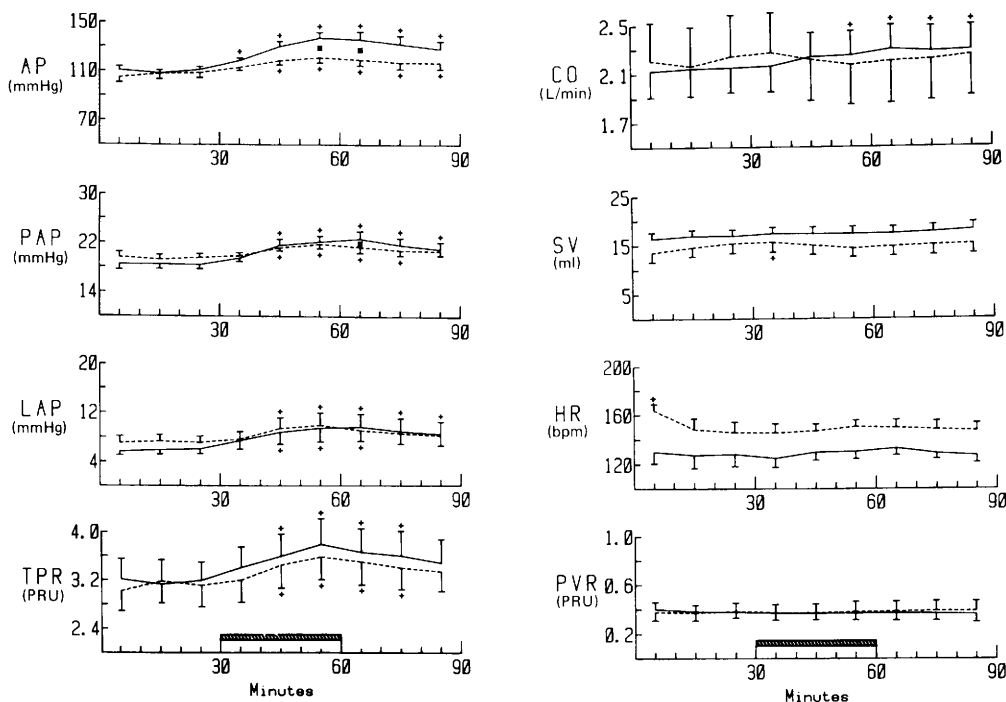 150
110
70
AP
(mmHg)
30
60
90
30
22
14
PAP
(mmHg)
30
60
90
20
12
4
LAP
(mmHg)
30
60
90
4.0
3.2
2.4
TPR
(PRU)
30
60
90
Minutes
2.5
2.1
1.7
CO
(L/min)
30
60
90
25
15
5
SV
(ml)
30
60
90
200
160
120
HR
(bpm)
30
60
90
1.0
0.6
0.2
PVR
(PRU)
30
60
90
Minutes